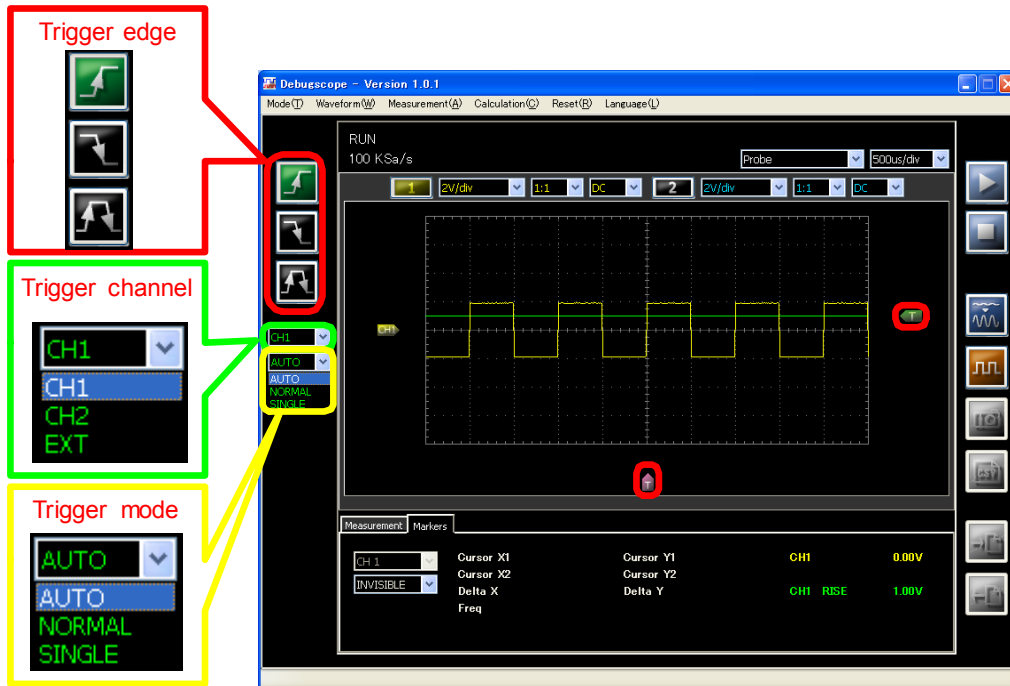 Trigger edge
Trigger channel
CH1
CH1
CH2
EXT
Trigger mode
AUTO
AUTO
NORMAL
SINGLE
Debugscope - Version 1.0.1
Mode(T) Waveform(W) Measurement(A) Calculation(C) Reset(R) Language(L)
RUN
100 KSa/s
Probe 500us/div
1 2V/div 1:1 DC 2 2V/div 1:1 DC
CH1
AUTO
AUTO
NORMAL
SINGLE
CH1
T
T
Measurement Markers
CH 1
INVISIBLE
Cursor X1 Cursor Y1 CH1 0.00V
Cursor X2 Cursor Y2
Delta X Delta Y CH1 RISE 1.00V
Freq